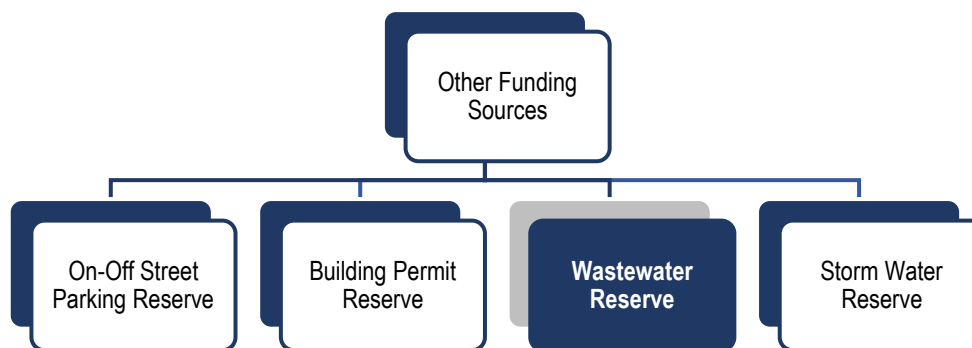 Other Funding
Sources
On-Off Street
Parking Reserve
Building Permit
Reserve
Wastewater
Reserve
Storm Water
Reserve